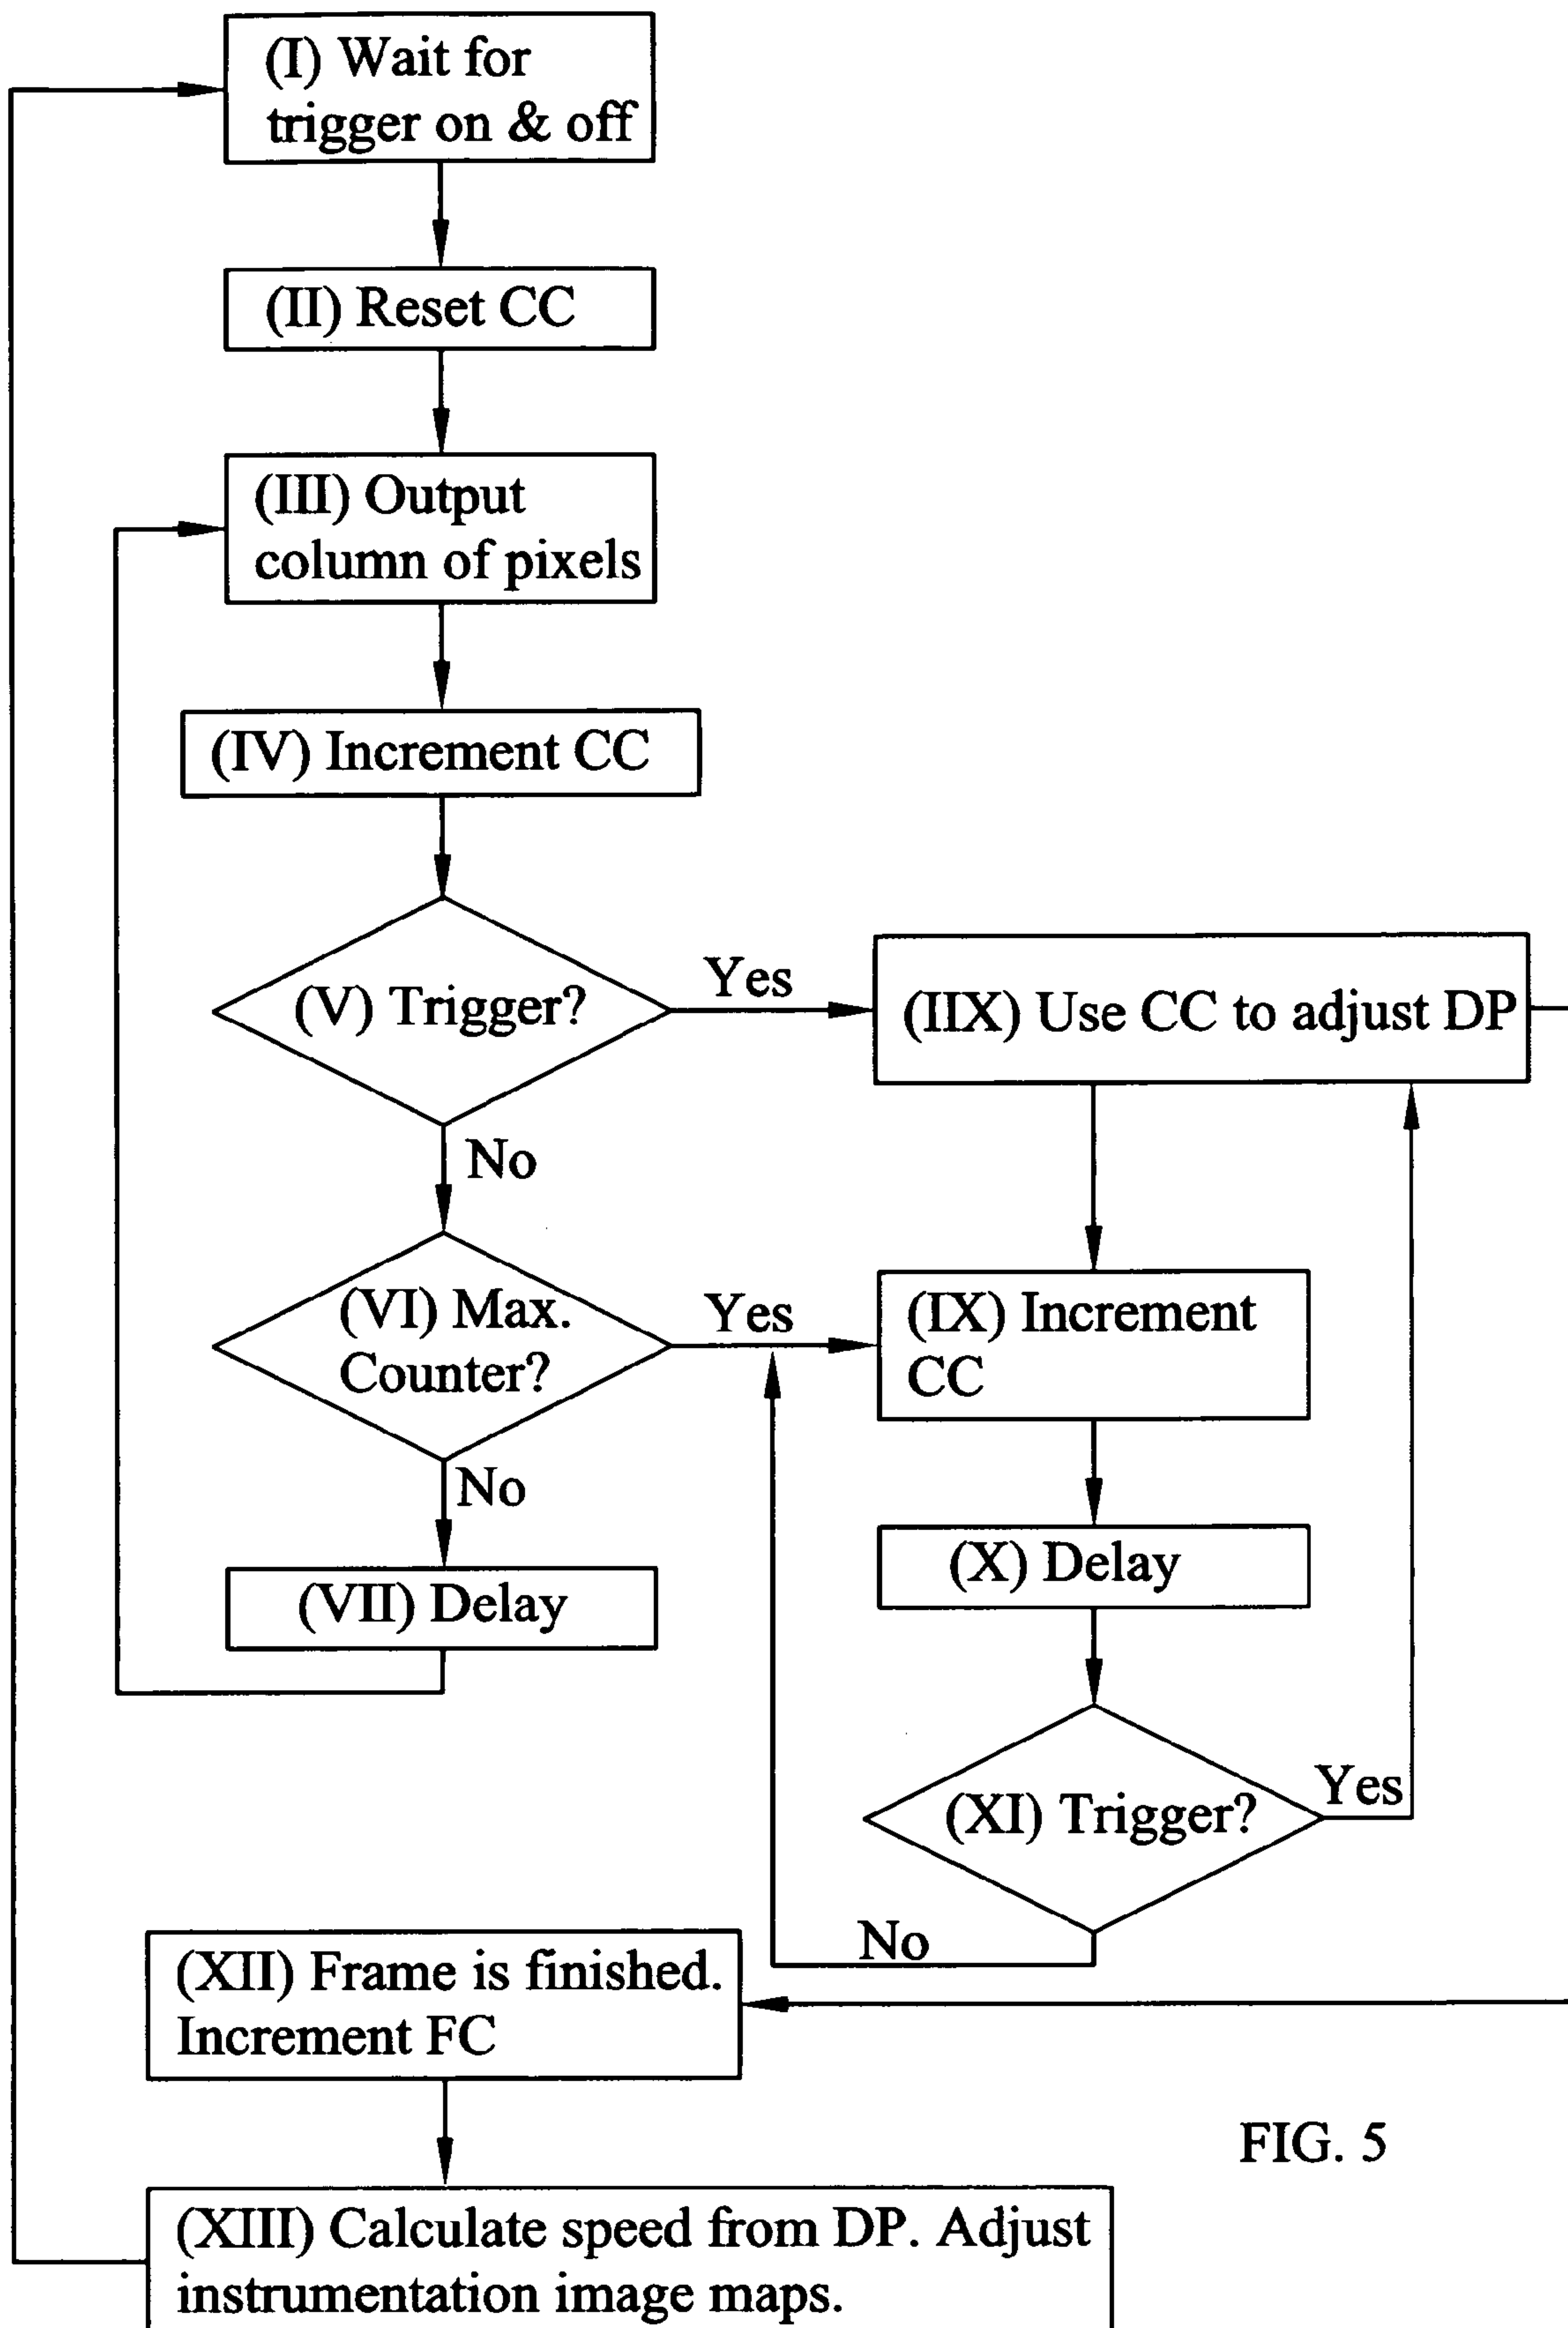 (I) Wait for
trigger on & off
(II) Reset CC
(III) Output
column of pixels
(IV) Increment CC
(V) Trigger?
Yes
(IIX) Use CC to adjust DP
No
(VI) Max.
Counter?
Yes
(IX) Increment
CC
No
(VII) Delay
(X) Delay
(XI) Trigger?
Yes
No
(XII) Frame is finished.
Increment FC
(XIII) Calculate speed from DP. Adjust
instrumentation image maps.
FIG. 5